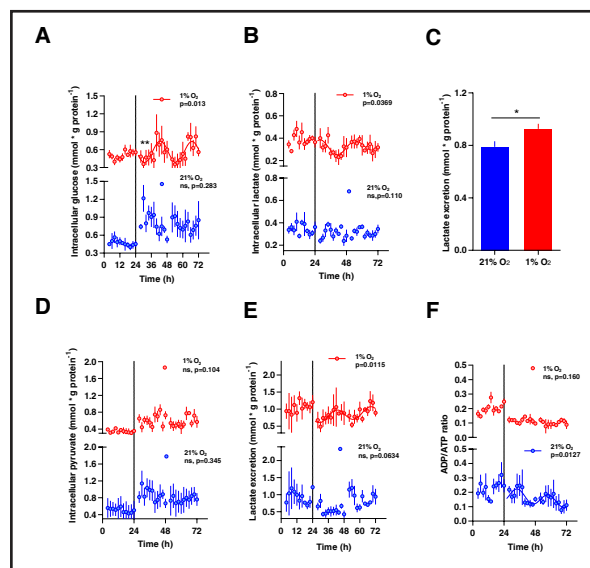 A
B
C
1% O2
p=0.013
**
21% O2
ns, p=0.283
Intracellular glucose (mmol * g protein-1)
1.5
1.2
0.9
0.6
0.3
1.2
0.9
0.6
0.3
0 12 24 36 48 60 72
Time (h)
1% O2
p=0.0369
21% O2
ns, p=0.110
Intracellular lactate (mmol * g protein-1)
0.8
0.6
0.4
0.2
0.8
0.6
0.4
0.2
0 12 24 36 48 60 72
Time (h)
Lactate excretion (mmol * g protein-1)
1.2
0.8
0.4
0.0
*
21% O2 1% O2
D
E
F
1% O2
ns, p=0.104
21% O2
ns, p=0.345
Intracellular pyruvate (mmol * g protein-1)
2.0
1.6
1.2
0.8
0.4
2.0
1.6
1.2
0.8
0.4
0.0
0 12 24 36 48 60 72
Time (h)
1% O2
p=0.0115
21% O2
ns, p=0.0634
Lactate excretion (mmol * g protein-1)
2.5
2.0
1.5
1.0
0.5
2.0
1.5
1.0
0.5
0 12 24 36 48 60 72
Time (h)
1% O2
ns, p=0.160
21% O2
p=0.0127
ADP/ATP ratio
0.5
0.4
0.3
0.2
0.1
0.5
0.4
0.3
0.2
0.1
0.0
0 12 24 36 48 60 72
Time (h)